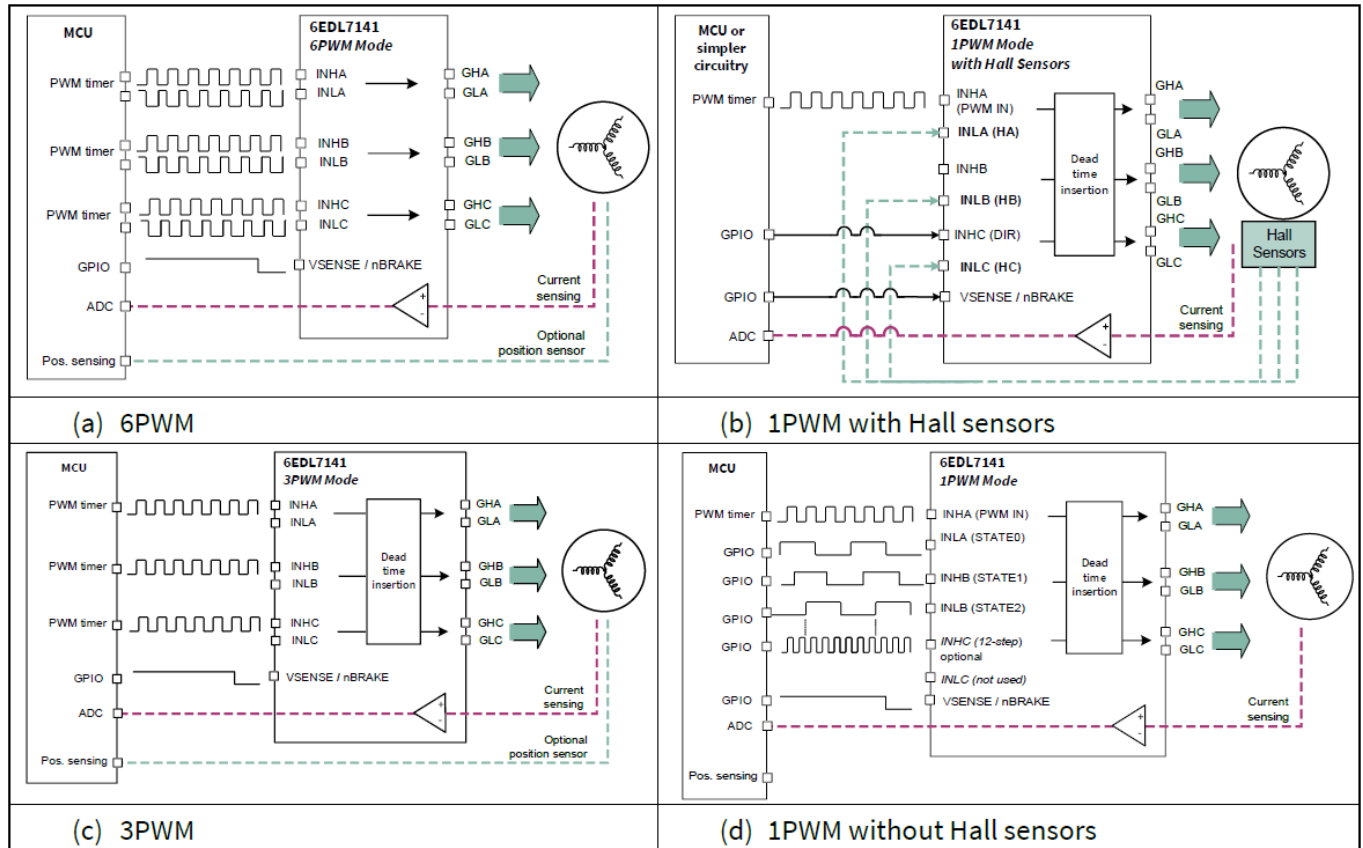 MCU
6EDL7141
6PWM Mode
PWM timer
INHA
INLA
GHA
GLA
PWM timer
INHB
INLB
GHB
GLB
PWM timer
INHC
INLC
GHC
GLC
GPIO
VSENSE / nBRAKE
ADC
+
-
Current
sensing
Optional
position sensor
Pos. sensing
(a) 6PWM
MCU or
simpler
circuitry
6EDL7141
1PWM Mode
with Hall Sensors
PWM timer
INHA
(PWM IN)
INLA (HA)
INHB
INLB (HB)
GPIO
INHC (DIR)
INLC (HC)
GPIO
VSENSE / nBRAKE
ADC
Dead
time
insertion
GHA
GLA
GHB
GLB
GHC
GLC
Hall
Sensors
+
-
Current
sensing
(b) 1PWM with Hall sensors
MCU
6EDL7141
3PWM Mode
PWM timer
INHA
INLA
GHA
GLA
PWM timer
INHB
INLB
Dead
time
insertion
GHB
GLB
PWM timer
INHC
INLC
GHC
GLC
GPIO
VSENSE / nBRAKE
ADC
+
-
Current
sensing
Optional
position sensor
Pos. sensing
(c) 3PWM
MCU
6EDL7141
1PWM Mode
PWM timer
INHA (PWM IN)
GPIO
INLA (STATE0)
GPIO
INHB (STATE1)
GPIO
INLB (STATE2)
GPIO
INHC (12-step)
optional
INLC (not used)
GPIO
VSENSE / nBRAKE
ADC
Dead
time
insertion
GHA
GLA
GHB
GLB
GHC
GLC
+
-
Current
sensing
Pos. sensing
(d) 1PWM without Hall sensors